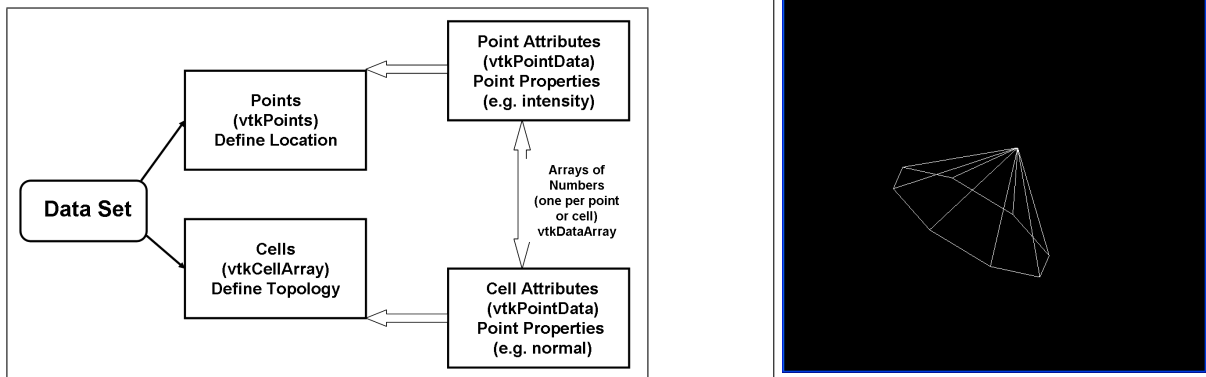 Data Set
Points
(vtkPoints)
Define Location
Cells
(vtkCellArray)
Define Topology
Point Attributes
(vtkPointData)
Point Properties
(e.g. intensity)
Arrays of
Numbers
(one per point
or cell)
vtkDataArray
Cell Attributes
(vtkPointData)
Point Properties
(e.g. normal)